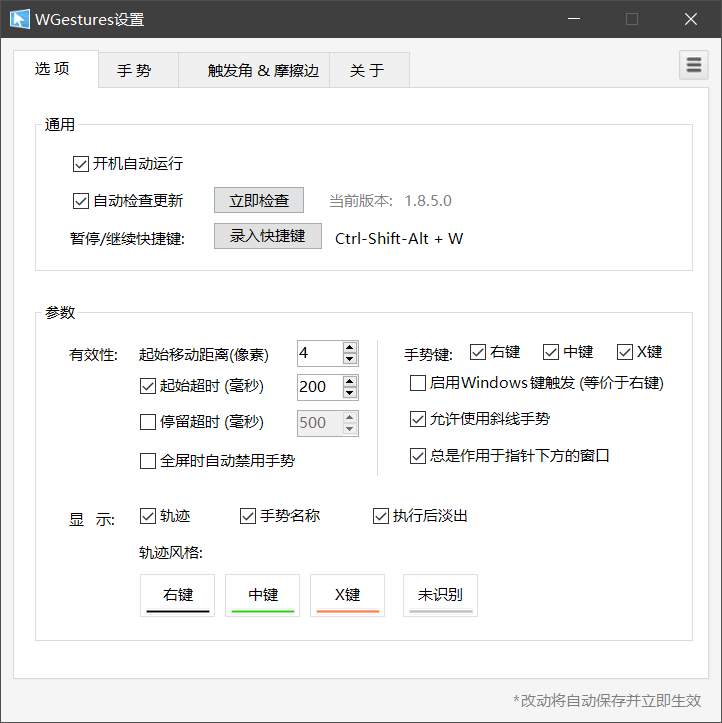 WGestures设置
选 项 手 势 触发角 & 摩擦边 关 于
通用
开机自动运行
自动检查更新 立即检查 当前版本: 1.8.5.0
暂停/继续快捷键: 录入快捷键 Ctrl-Shift-Alt + W
参数
有效性: 起始移动距离(像素) 4
起始超时 (毫秒) 200
停留超时 (毫秒) 500
全屏时自动禁用手势
手势键: 右键 中键 X键
启用Windows键触发 (等价于右键)
允许使用斜线手势
总是作用于指针下方的窗口
显 示: 轨迹 手势名称 执行后淡出
轨迹风格:
右键 中键 X键 未识别
*改动将自动保存并立即生效